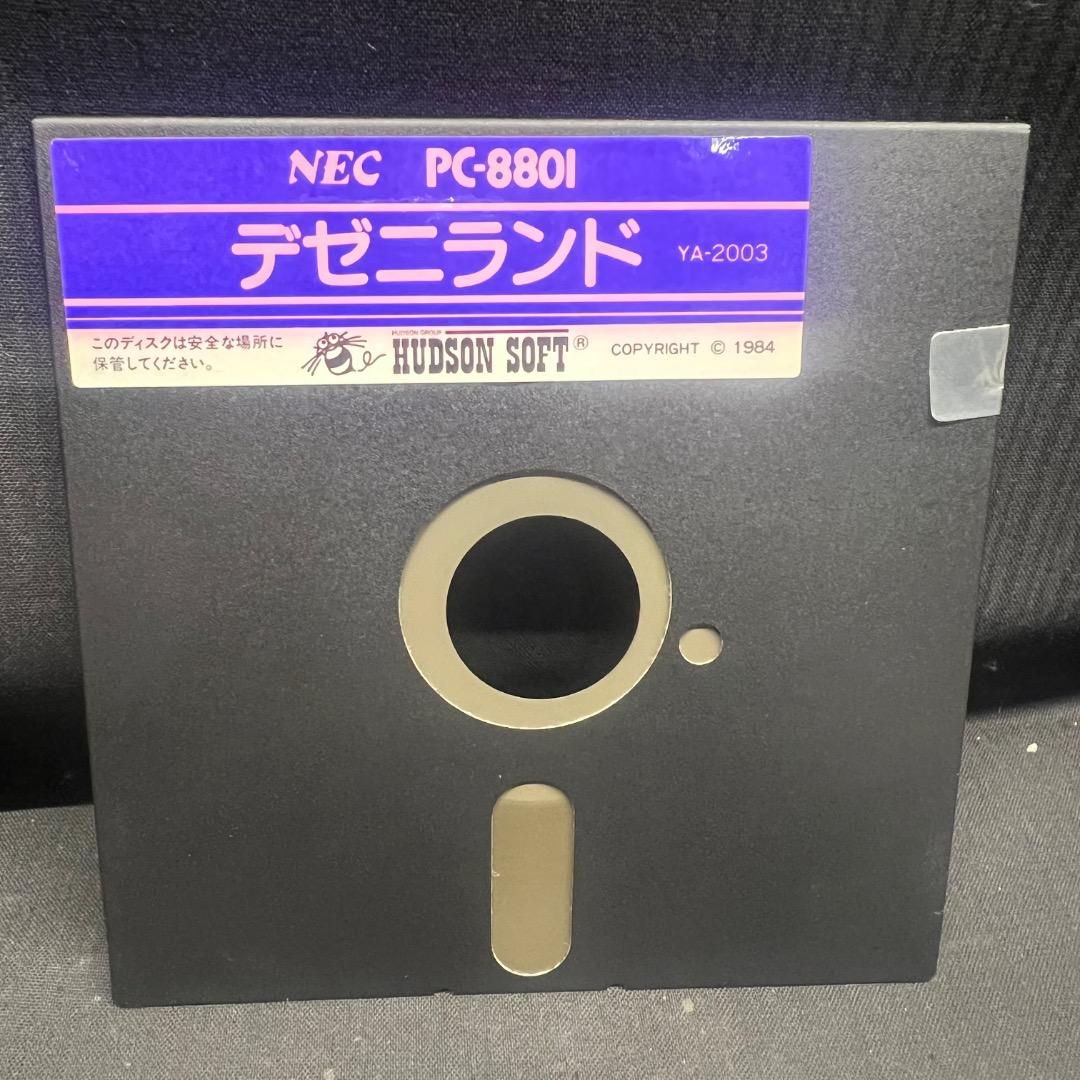 NEC PC-8801
デゼニランド YA-2003
このディスクは安全な場所に
保管してください。
HUDSON GROUP
HUDSON SOFT®
COPYRIGHT © 1984